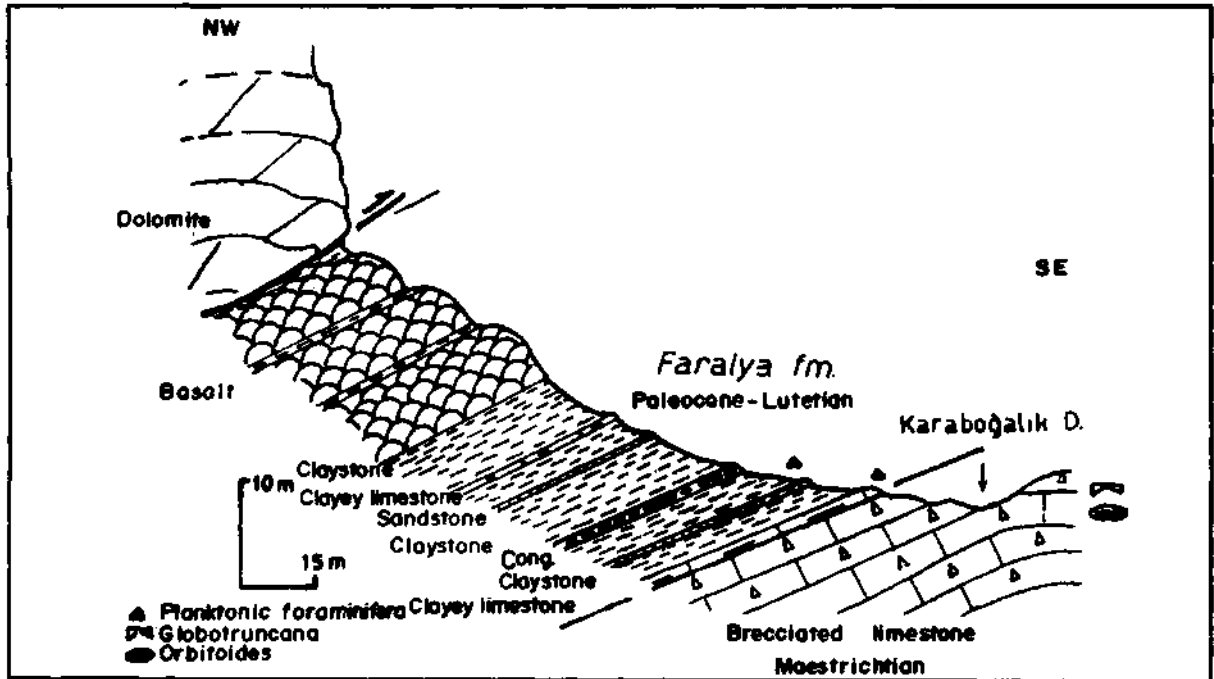 NW
Dolomite
SE
Basalt
Faralya fm.
Paleocene-Lutetian
Karaboğalık D.
Claystone
Clayey limestone
Sandstone
Claystone
Cong.
Claystone
Clayey limestone
10 m
15 m
Planktonic foraminifera
Globotruncana
Orbitoides
Brecciated limestone
Maestrichtian